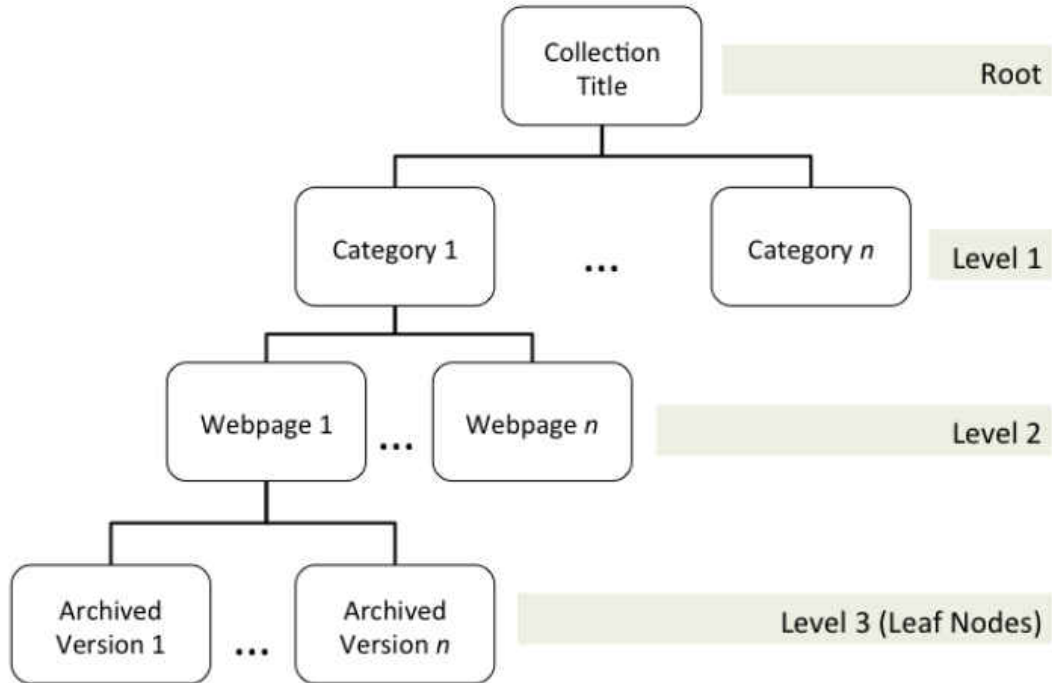 Collection
Title
Root
Category 1
...
Category n
Level 1
Webpage 1
...
Webpage n
Level 2
Archived
Version 1
...
Archived
Version n
Level 3 (Leaf Nodes)